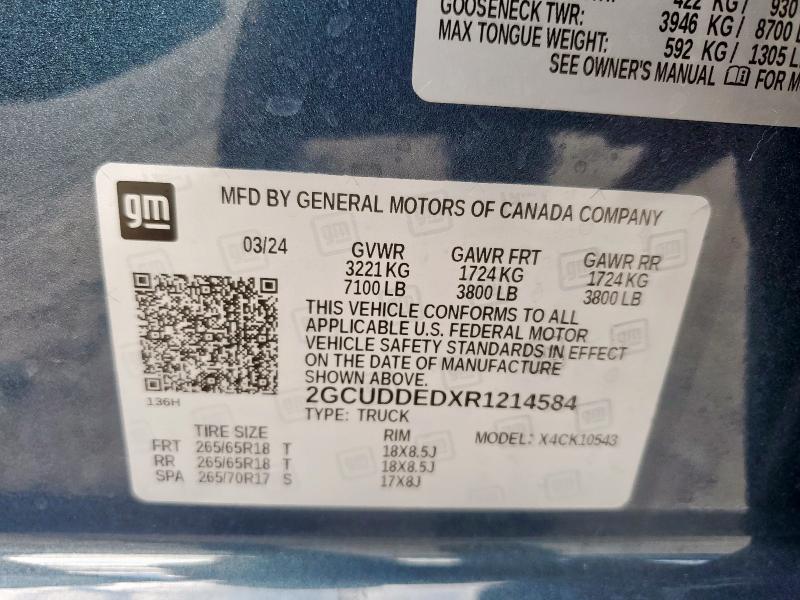 422 KG/ 930
GOOSENECK TWR: 3946 KG/ 8700 L
MAX TONGUE WEIGHT: 592 KG/ 1305 L
SEE OWNER'S MANUAL FOR M
gm
MFD BY GENERAL MOTORS OF CANADA COMPANY
03/24 GVWR GAWR FRT GAWR RR
3221 KG 1724 KG 1724 KG
7100 LB 3800 LB 3800 LB
THIS VEHICLE CONFORMS TO ALL
APPLICABLE U.S. FEDERAL MOTOR
VEHICLE SAFETY STANDARDS IN EFFECT
ON THE DATE OF MANUFACTURE
SHOWN ABOVE.
136H
2GCUDDEDXR1214584
TYPE: TRUCK
TIRE SIZE RIM MODEL: X4CK10543
FRT 265/65R18 T 18X8.5J
RR 265/65R18 T 18X8.5J
SPA 265/70R17 S 17X8J